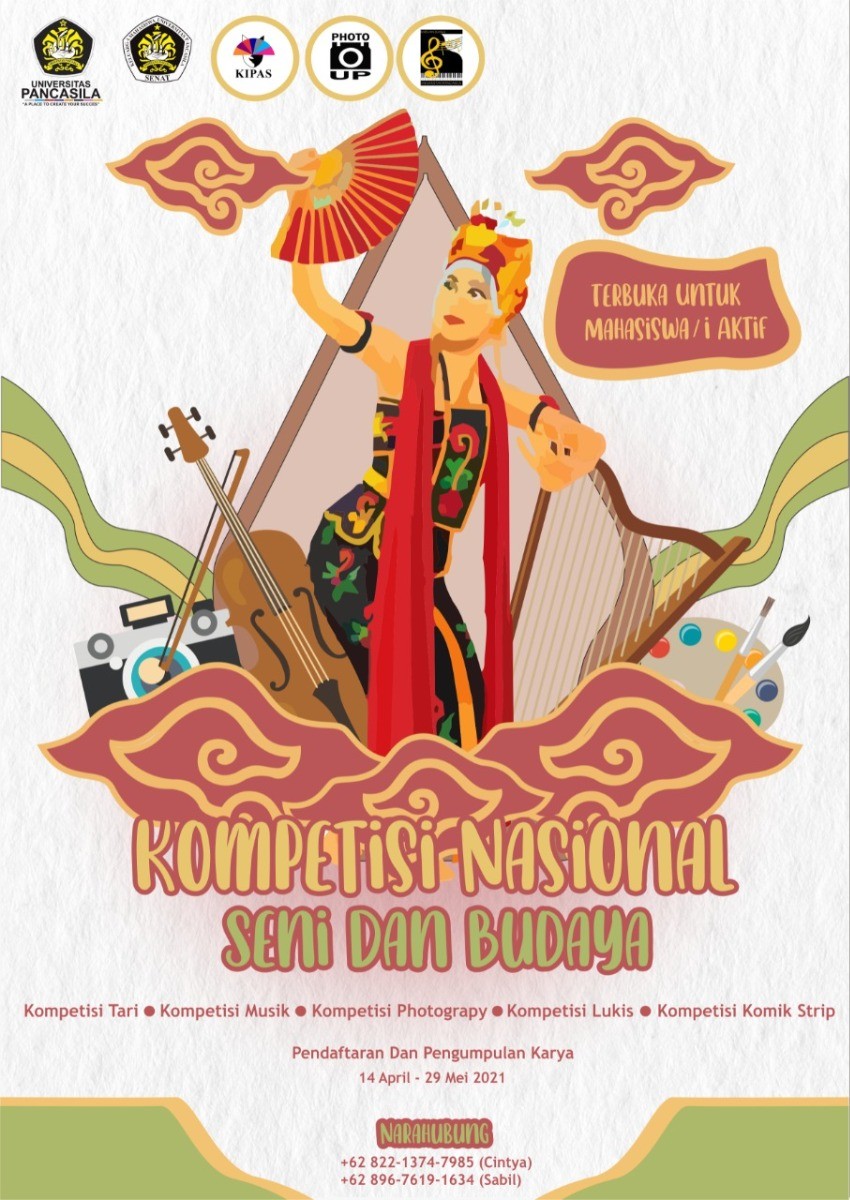 UNIVERSITAS
PANCASILA
"A PLACE TO CREATE YOUR SUCCES"
SENAT
KIPAS
PHOTO
UP
TERBUKA UNTUK
MAHASISWA/i AKTIF
KOMPETISI NASIONAL
SENI DAN BUDAYA
Kompetisi Tari ● Kompetisi Musik ● Kompetisi Photograpy ● Kompetisi Lukis ● Kompetisi Komik Strip
Pendaftaran Dan Pengumpulan Karya
14 April - 29 Mei 2021
NARAHUBUNG
+62 822-1374-7985 (Cintya)
+62 896-7619-1634 (Sabil)